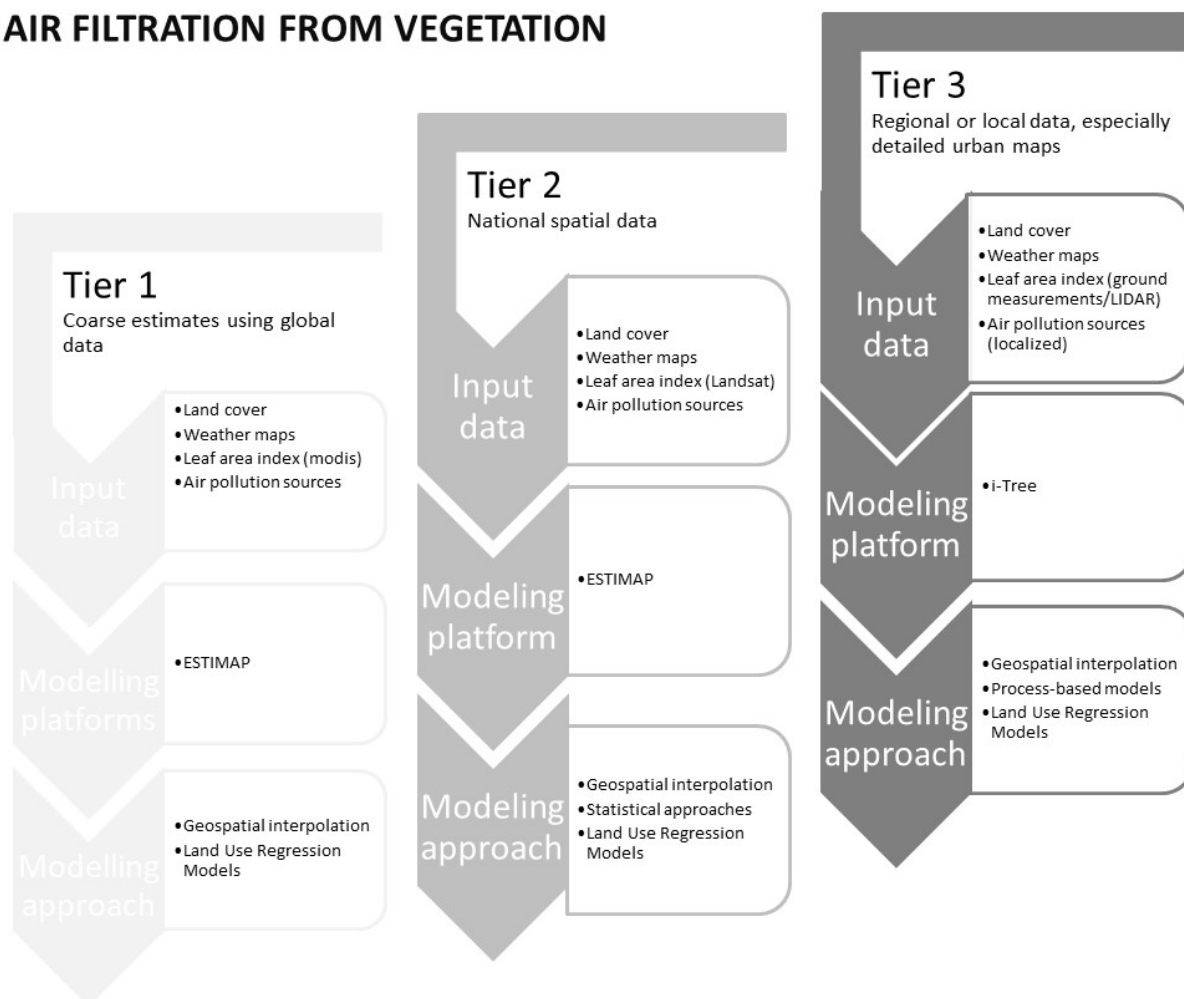 AIR FILTRATION FROM VEGETATION
Tier 1
Coarse estimates using global
data
Input
data
•Land cover
•Weather maps
•Leaf area index (modis)
•Air pollution sources
Modelling
platforms
•ESTIMAP
Modelling
approach
•Geospatial interpolation
•Land Use Regression
Models
Tier 2
National spatial data
Input
data
•Land cover
•Weather maps
•Leaf area index (Landsat)
•Air pollution sources
Modeling
platform
•ESTIMAP
Modeling
approach
•Geospatial interpolation
•Statistical approaches
•Land Use Regression
Models
Tier 3
Regional or local data, especially
detailed urban maps
Input
data
•Land cover
•Weather maps
•Leaf area index (ground
measurements/LIDAR)
•Air pollution sources
(localized)
Modeling
platform
•i-Tree
Modeling
approach
•Geospatial interpolation
•Process-based models
•Land Use Regression
Models